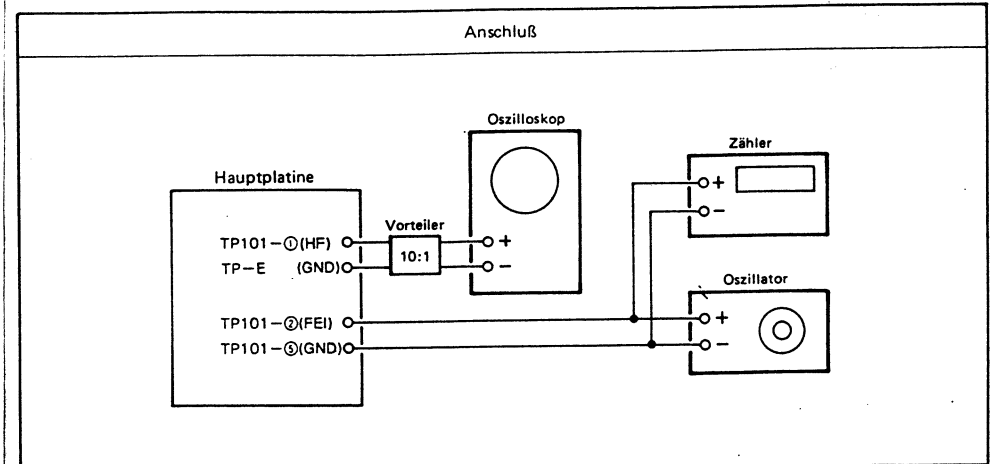 Anschluß
Oszilloskop
Zähler
Hauptplatine
+
−
Vorteiler
TP101−①(HF)
+
10:1
TP−E (GND)
−
Oszillator
TP101−②(FEI)
+
TP101−⑤(GND)
−